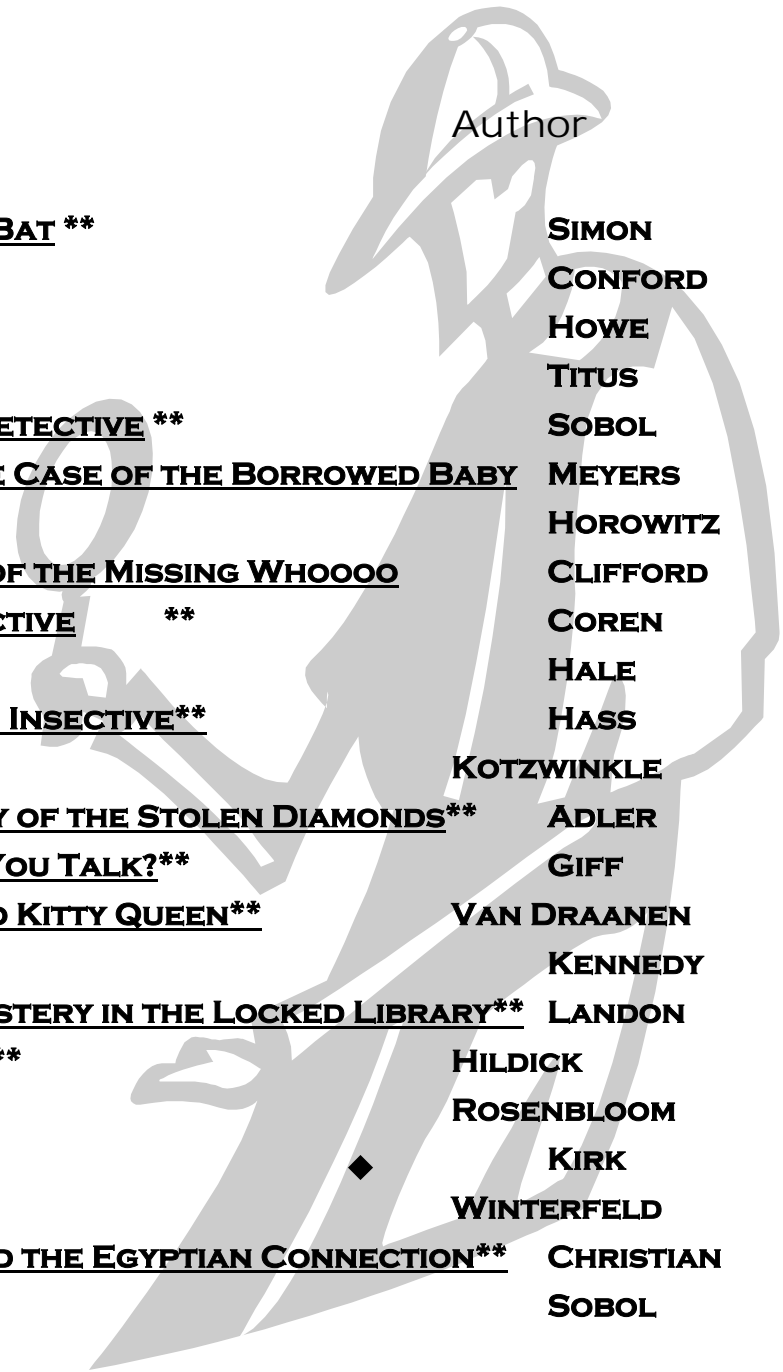 Author
Bat ** Simon
Conford
Howe
Titus
etective ** Sobol
e Case of the Borrowed Baby Meyers
Horowitz
of the Missing Whoooo Clifford
ctive ** Coren
Hale
Insective** Hass
Kotzwinkle
y of the Stolen Diamonds** Adler
You Talk?** Giff
d Kitty Queen** Van Draanen
Kennedy
stery in the Locked Library** Landon
** Hildick
Rosenbloom
◆ Kirk
Winterfeld
d the Egyptian Connection** Christian
Sobol